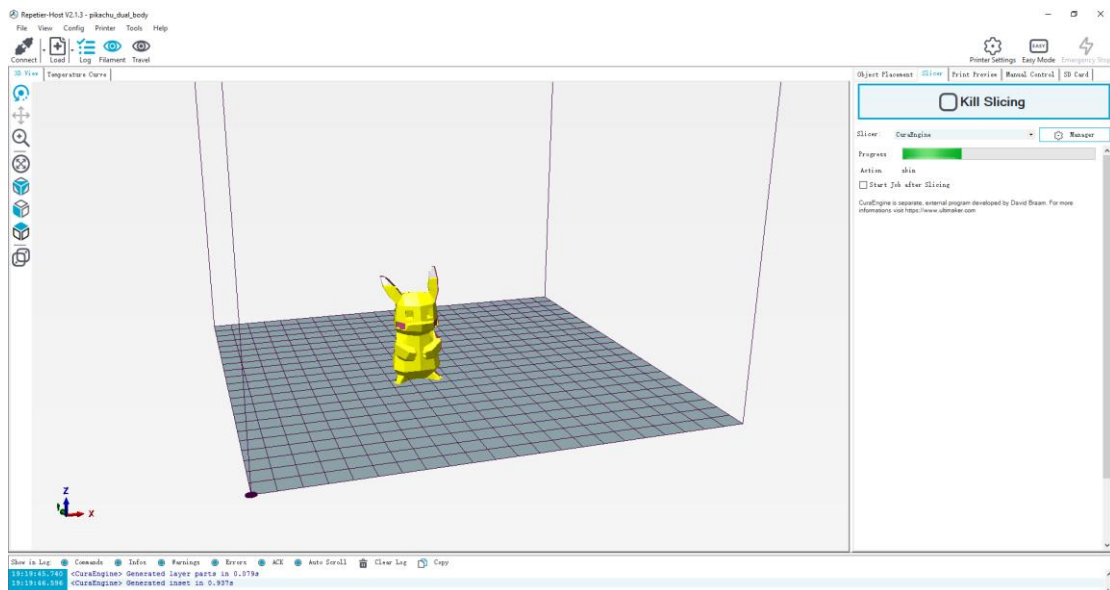 Repetier-Host V2.1.3 - pikachu_dual_body
File View Config Printer Tools Help
Connect Load Log Filament Travel
Printer Settings Easy Mode Emergency Stop
3D View Temperature Curve
Object Placement Slicer Print Preview Manual Control SD Card
Kill Slicing
Slicer: CuraEngine Manager
Progress
Action skin
Start Job after Slicing
CuraEngine is separate, external program developed by David Braam. For more
informations visit https://www.ultimaker.com
Z
X
Show in Log: Commands Infos Warnings Errors ACK Auto Scroll Clear Log Copy
19:19:45.740 <CuraEngine> Generated layer parts in 0.079s
19:19:46.596 <CuraEngine> Generated inset in 0.937s